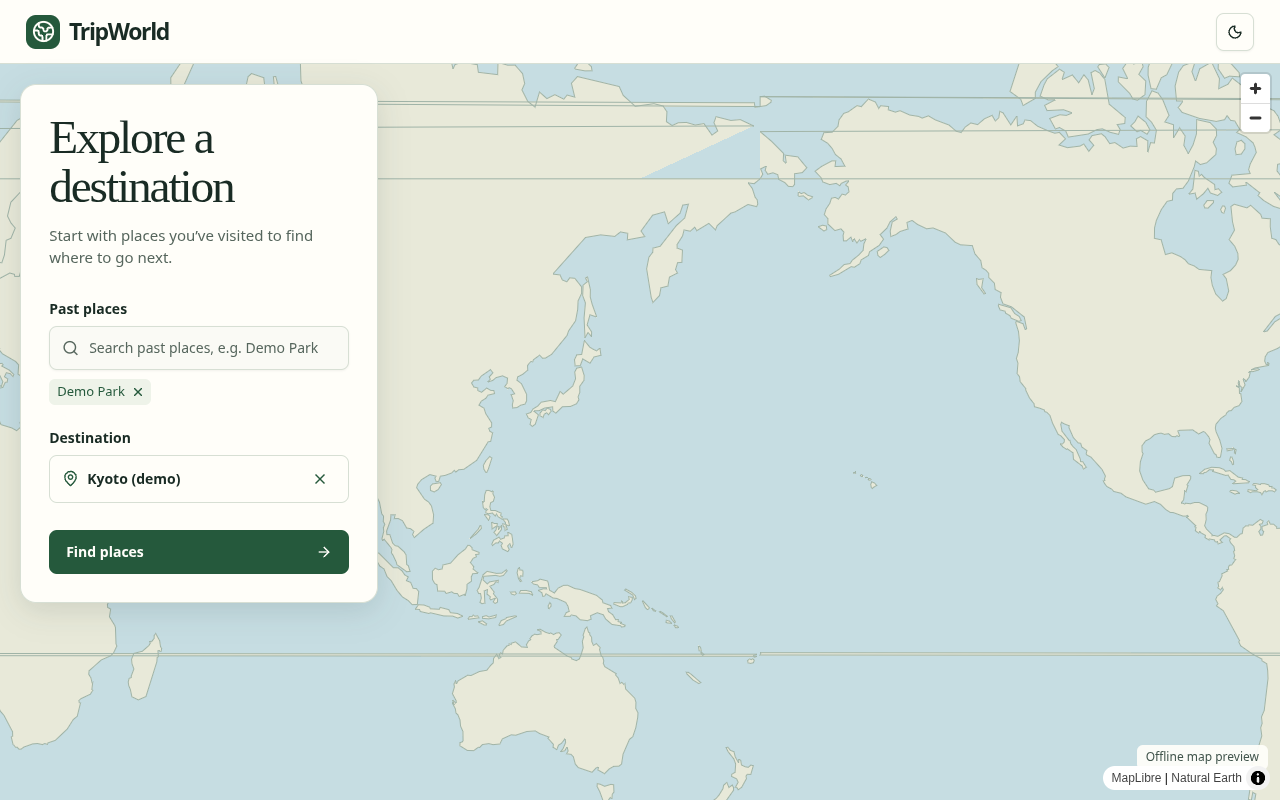 TripWorld
Explore a
destination
Start with places you’ve visited to find
where to go next.
Past places
Search past places, e.g. Demo Park
Demo Park
Destination
Kyoto (demo)
Find places
Offline map preview
MapLibre | Natural Earth